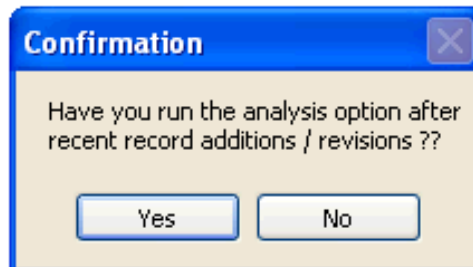 Confirmation
Have you run the analysis option after
recent record additions / revisions ??
Yes
No